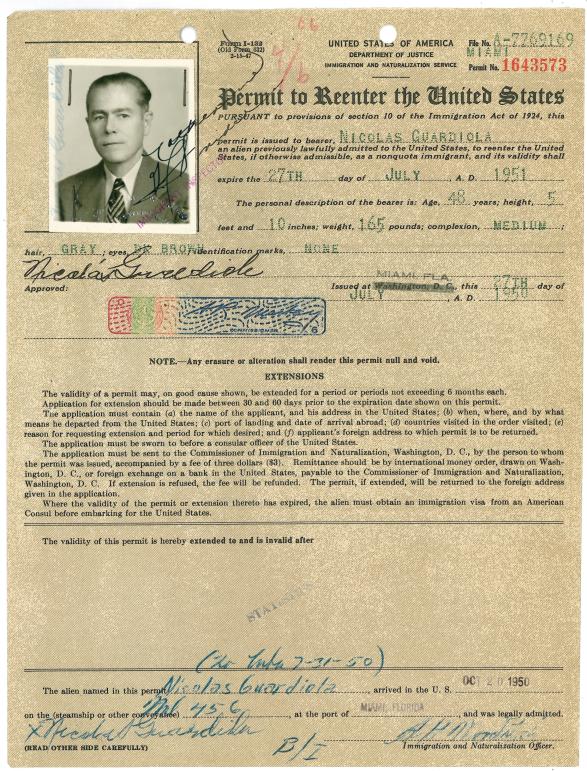 Form I-132
(Old Form 632)
2-15-47
UNITED STATES OF AMERICA
DEPARTMENT OF JUSTICE
IMMIGRATION AND NATURALIZATION SERVICE
File No. A-7769169
MIAMI
Permit No. 1643573
Permit to Reenter the United States
PURSUANT to provisions of section 10 of the Immigration Act of 1924, this
permit is issued to bearer, NICOLAS GUARDIOLA
an alien previously lawfully admitted to the United States, to reenter the United
States, if otherwise admissible, as a nonquota immigrant, and its validity shall
expire the 27TH day of JULY, A. D. 1951
The personal description of the bearer is: Age, 48 years; height, 5
feet and 10 inches; weight, 165 pounds; complexion, MEDIUM;
hair, GRAY; eyes DK BROWN identification marks, NONE
Nicolás Guardiola
Approved:
MIAMI FLA.
Issued at Washington, D. C., this 27TH day of
JULY, A. D. 1950
COMMISSIONER
NOTE.—Any erasure or alteration shall render this permit null and void.
EXTENSIONS
The validity of a permit may, on good cause shown, be extended for a period or periods not exceeding 6 months each.
Application for extension should be made between 30 and 60 days prior to the expiration date shown on this permit.
The application must contain (a) the name of the applicant, and his address in the United States; (b) when, where, and by what
means he departed from the United States; (c) port of landing and date of arrival abroad; (d) countries visited in the order visited; (e)
reason for requesting extension and period for which desired; and (f) applicant's foreign address to which permit is to be returned.
The application must be sworn to before a consular officer of the United States.
The application must be sent to the Commissioner of Immigration and Naturalization, Washington, D. C., by the person to whom
the permit was issued, accompanied by a fee of three dollars ($3). Remittance should be by international money order, drawn on Wash-
ington, D. C., or foreign exchange on a bank in the United States, payable to the Commissioner of Immigration and Naturalization,
Washington, D. C. If extension is refused, the fee will be refunded. The permit, if extended, will be returned to the foreign address
given in the application.
Where the validity of the permit or extension thereto has expired, the alien must obtain an immigration visa from an American
Consul before embarking for the United States.
The validity of this permit is hereby extended to and is invalid after
(To Cuba 7-31-50)
The alien named in this permit, Nicolas Guardiola, arrived in the U. S. OCT 20 1950
on the (steamship or other conveyance) Nal 456, at the port of MIAMI, FLORIDA, and was legally admitted.
X Nicolás Guardiola
(READ OTHER SIDE CAREFULLY)
B/I
Immigration and Naturalization Officer.